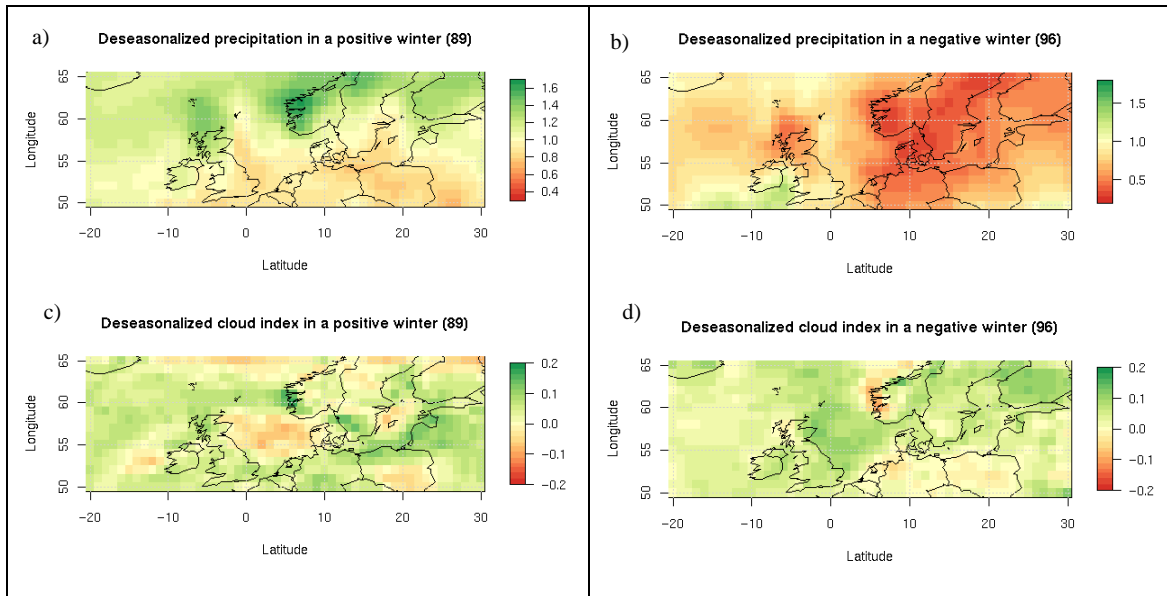 a)
Deseasonalized precipitation in a positive winter (89)
Longitude
65
60
55
50
1.6
1.4
1.2
1.0
0.8
0.6
0.4
−20 −10 0 10 20 30
Latitude
b)
Deseasonalized precipitation in a negative winter (96)
Longitude
65
60
55
50
1.5
1.0
0.5
−20 −10 0 10 20 30
Latitude
c)
Deseasonalized cloud index in a positive winter (89)
Longitude
65
60
55
50
0.2
0.1
0.0
−0.1
−0.2
−20 −10 0 10 20 30
Latitude
d)
Deseasonalized cloud index in a negative winter (96)
Longitude
65
60
55
50
0.2
0.1
0.0
−0.1
−0.2
−20 −10 0 10 20 30
Latitude